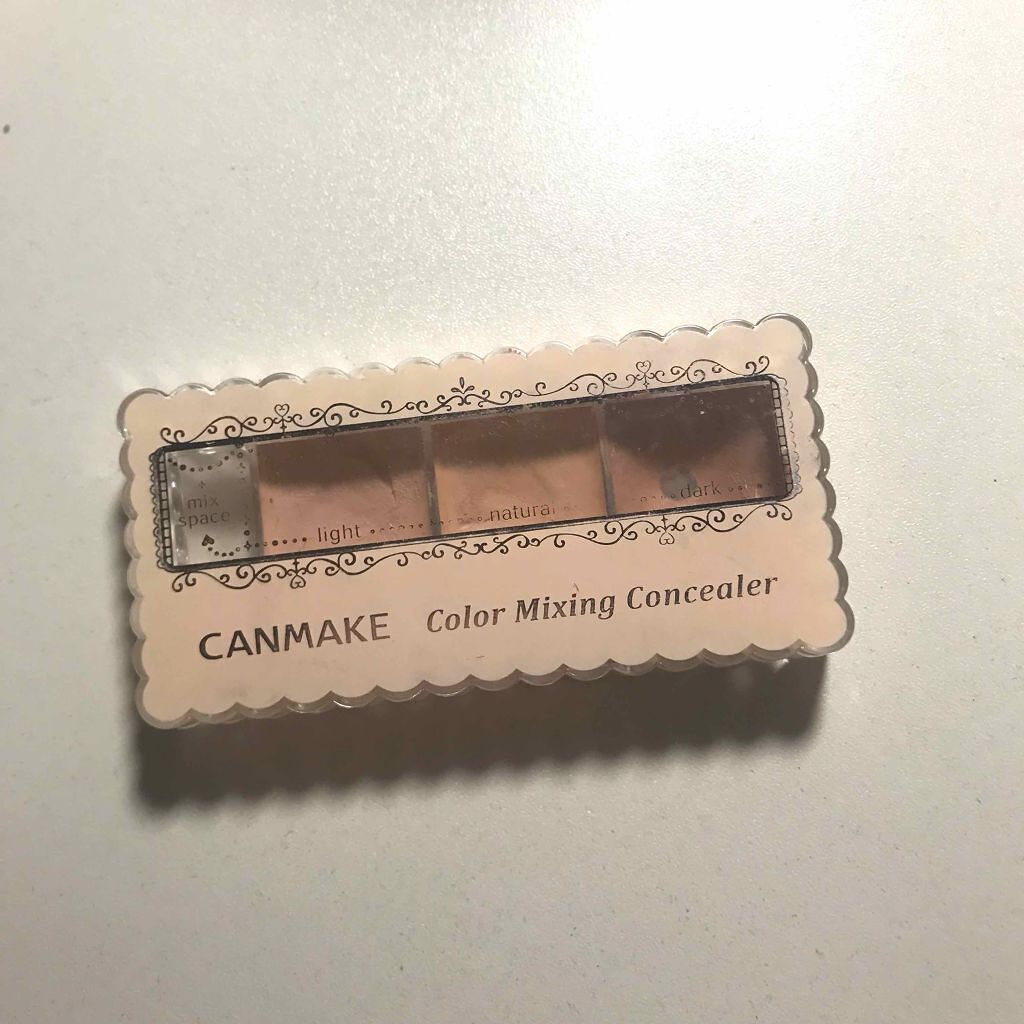 mix
space
light
natural
dark
CANMAKE Color Mixing Concealer